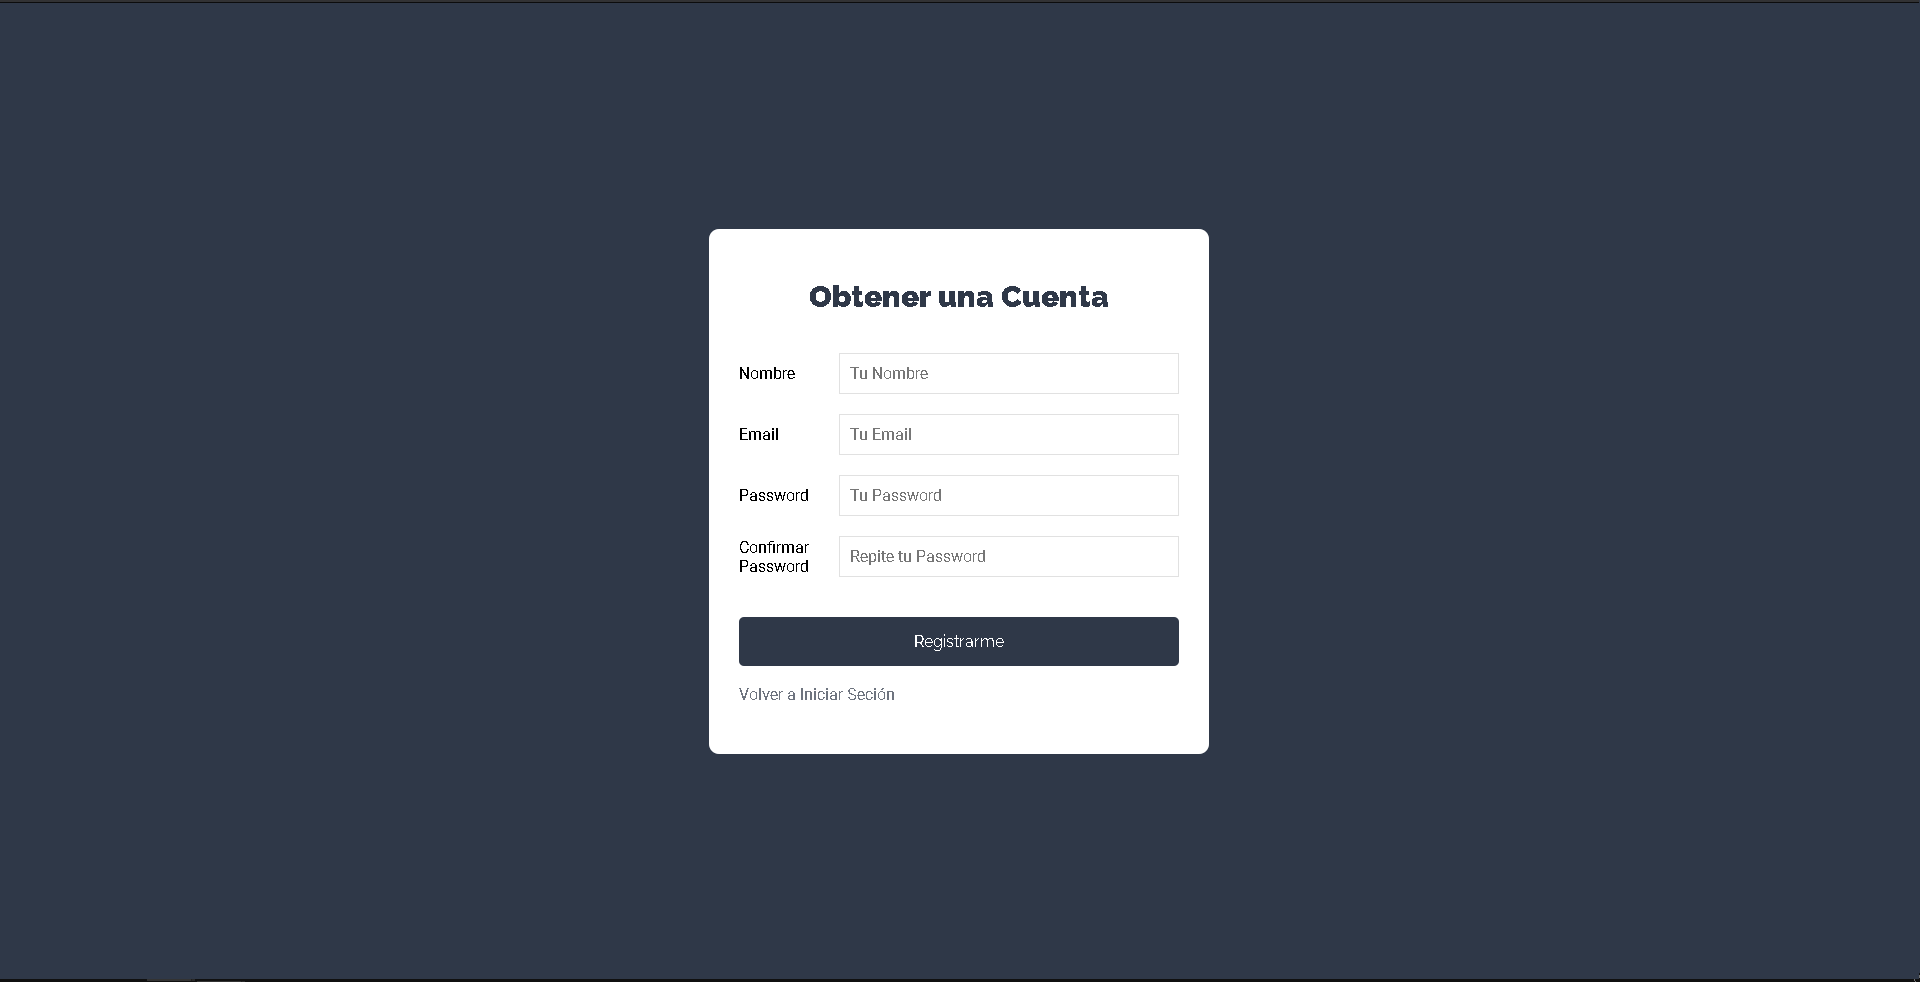 Obtener una Cuenta
Nombre
Tu Nombre
Email
Tu Email
Password
Tu Password
Confirmar
Password
Repite tu Password
Registrarme
Volver a Iniciar Seción